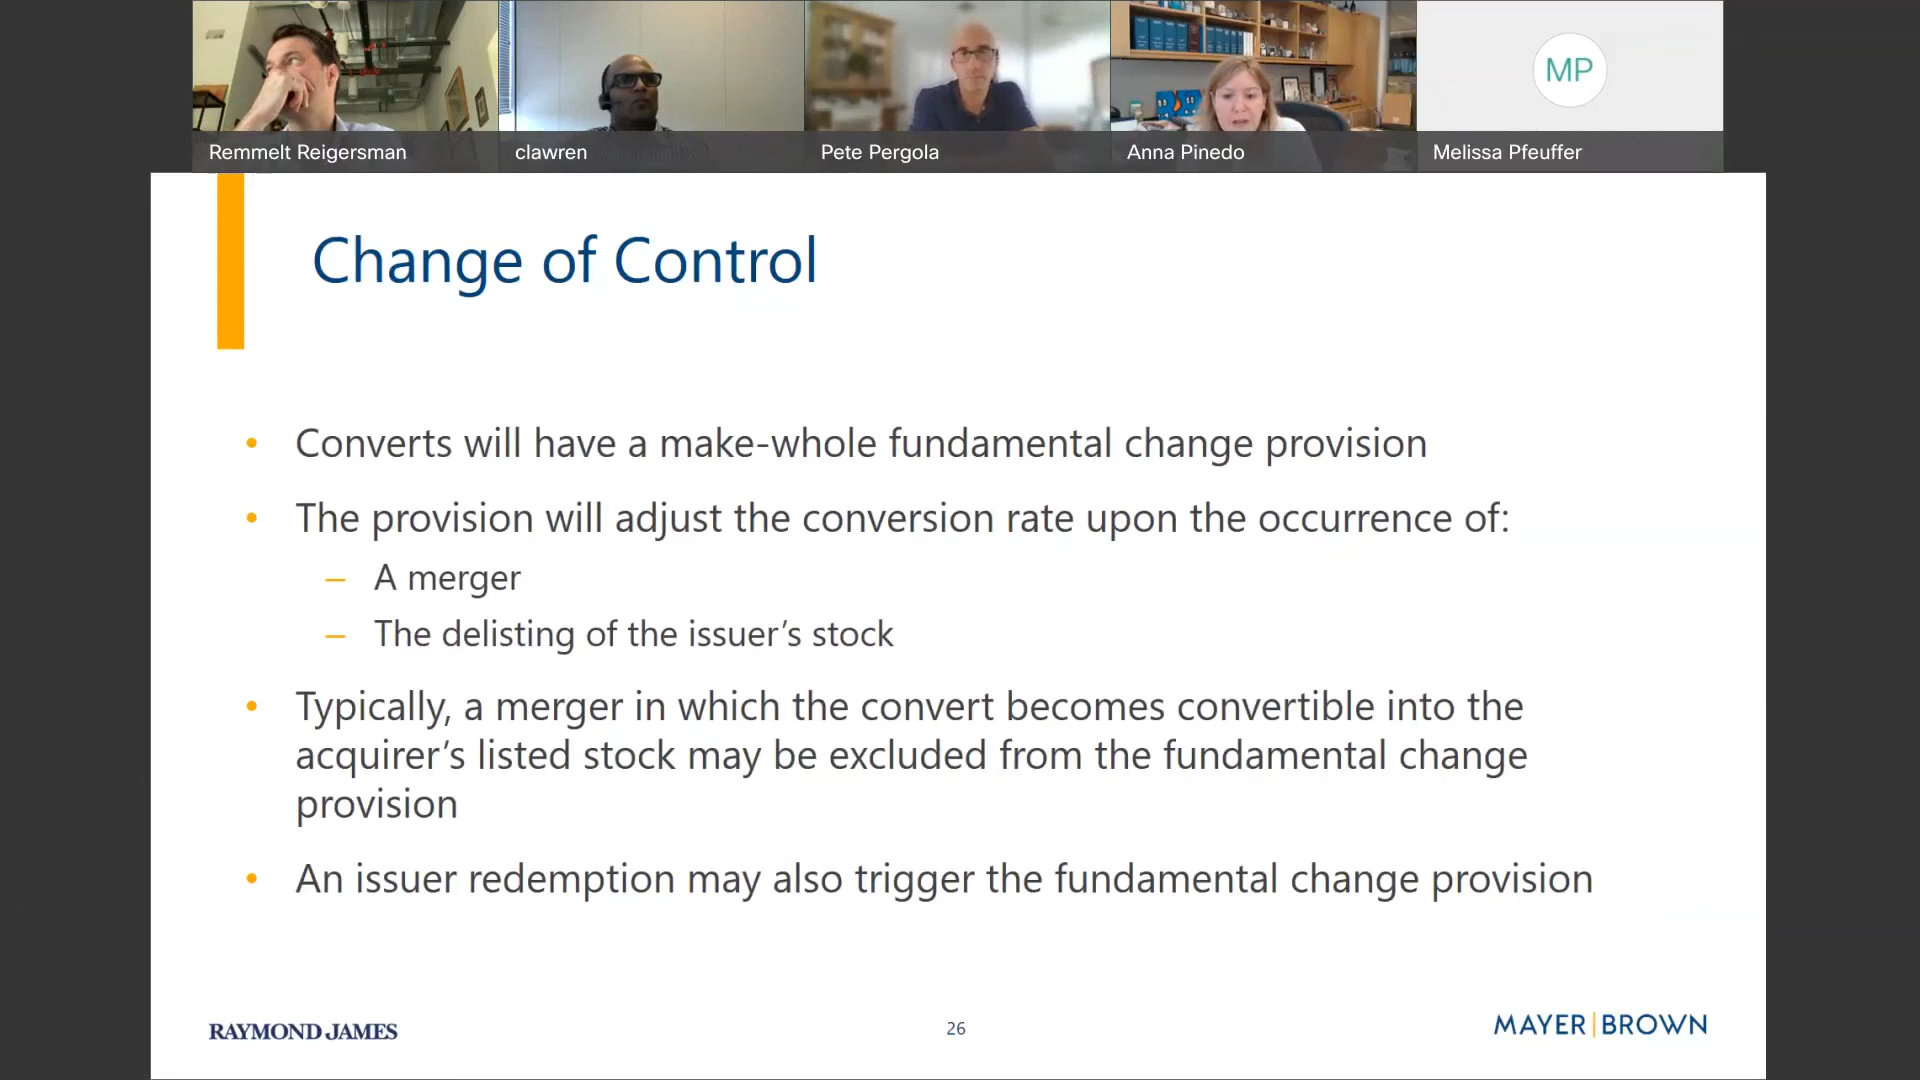 Remmelt Reigersman
clawren
Pete Pergola
Anna Pinedo
MP
Melissa Pfeuffer
Change of Control
• Converts will have a make-whole fundamental change provision
• The provision will adjust the conversion rate upon the occurrence of:
– A merger
– The delisting of the issuer’s stock
• Typically, a merger in which the convert becomes convertible into the
acquirer’s listed stock may be excluded from the fundamental change
provision
• An issuer redemption may also trigger the fundamental change provision
RAYMOND JAMES
26
MAYER|BROWN